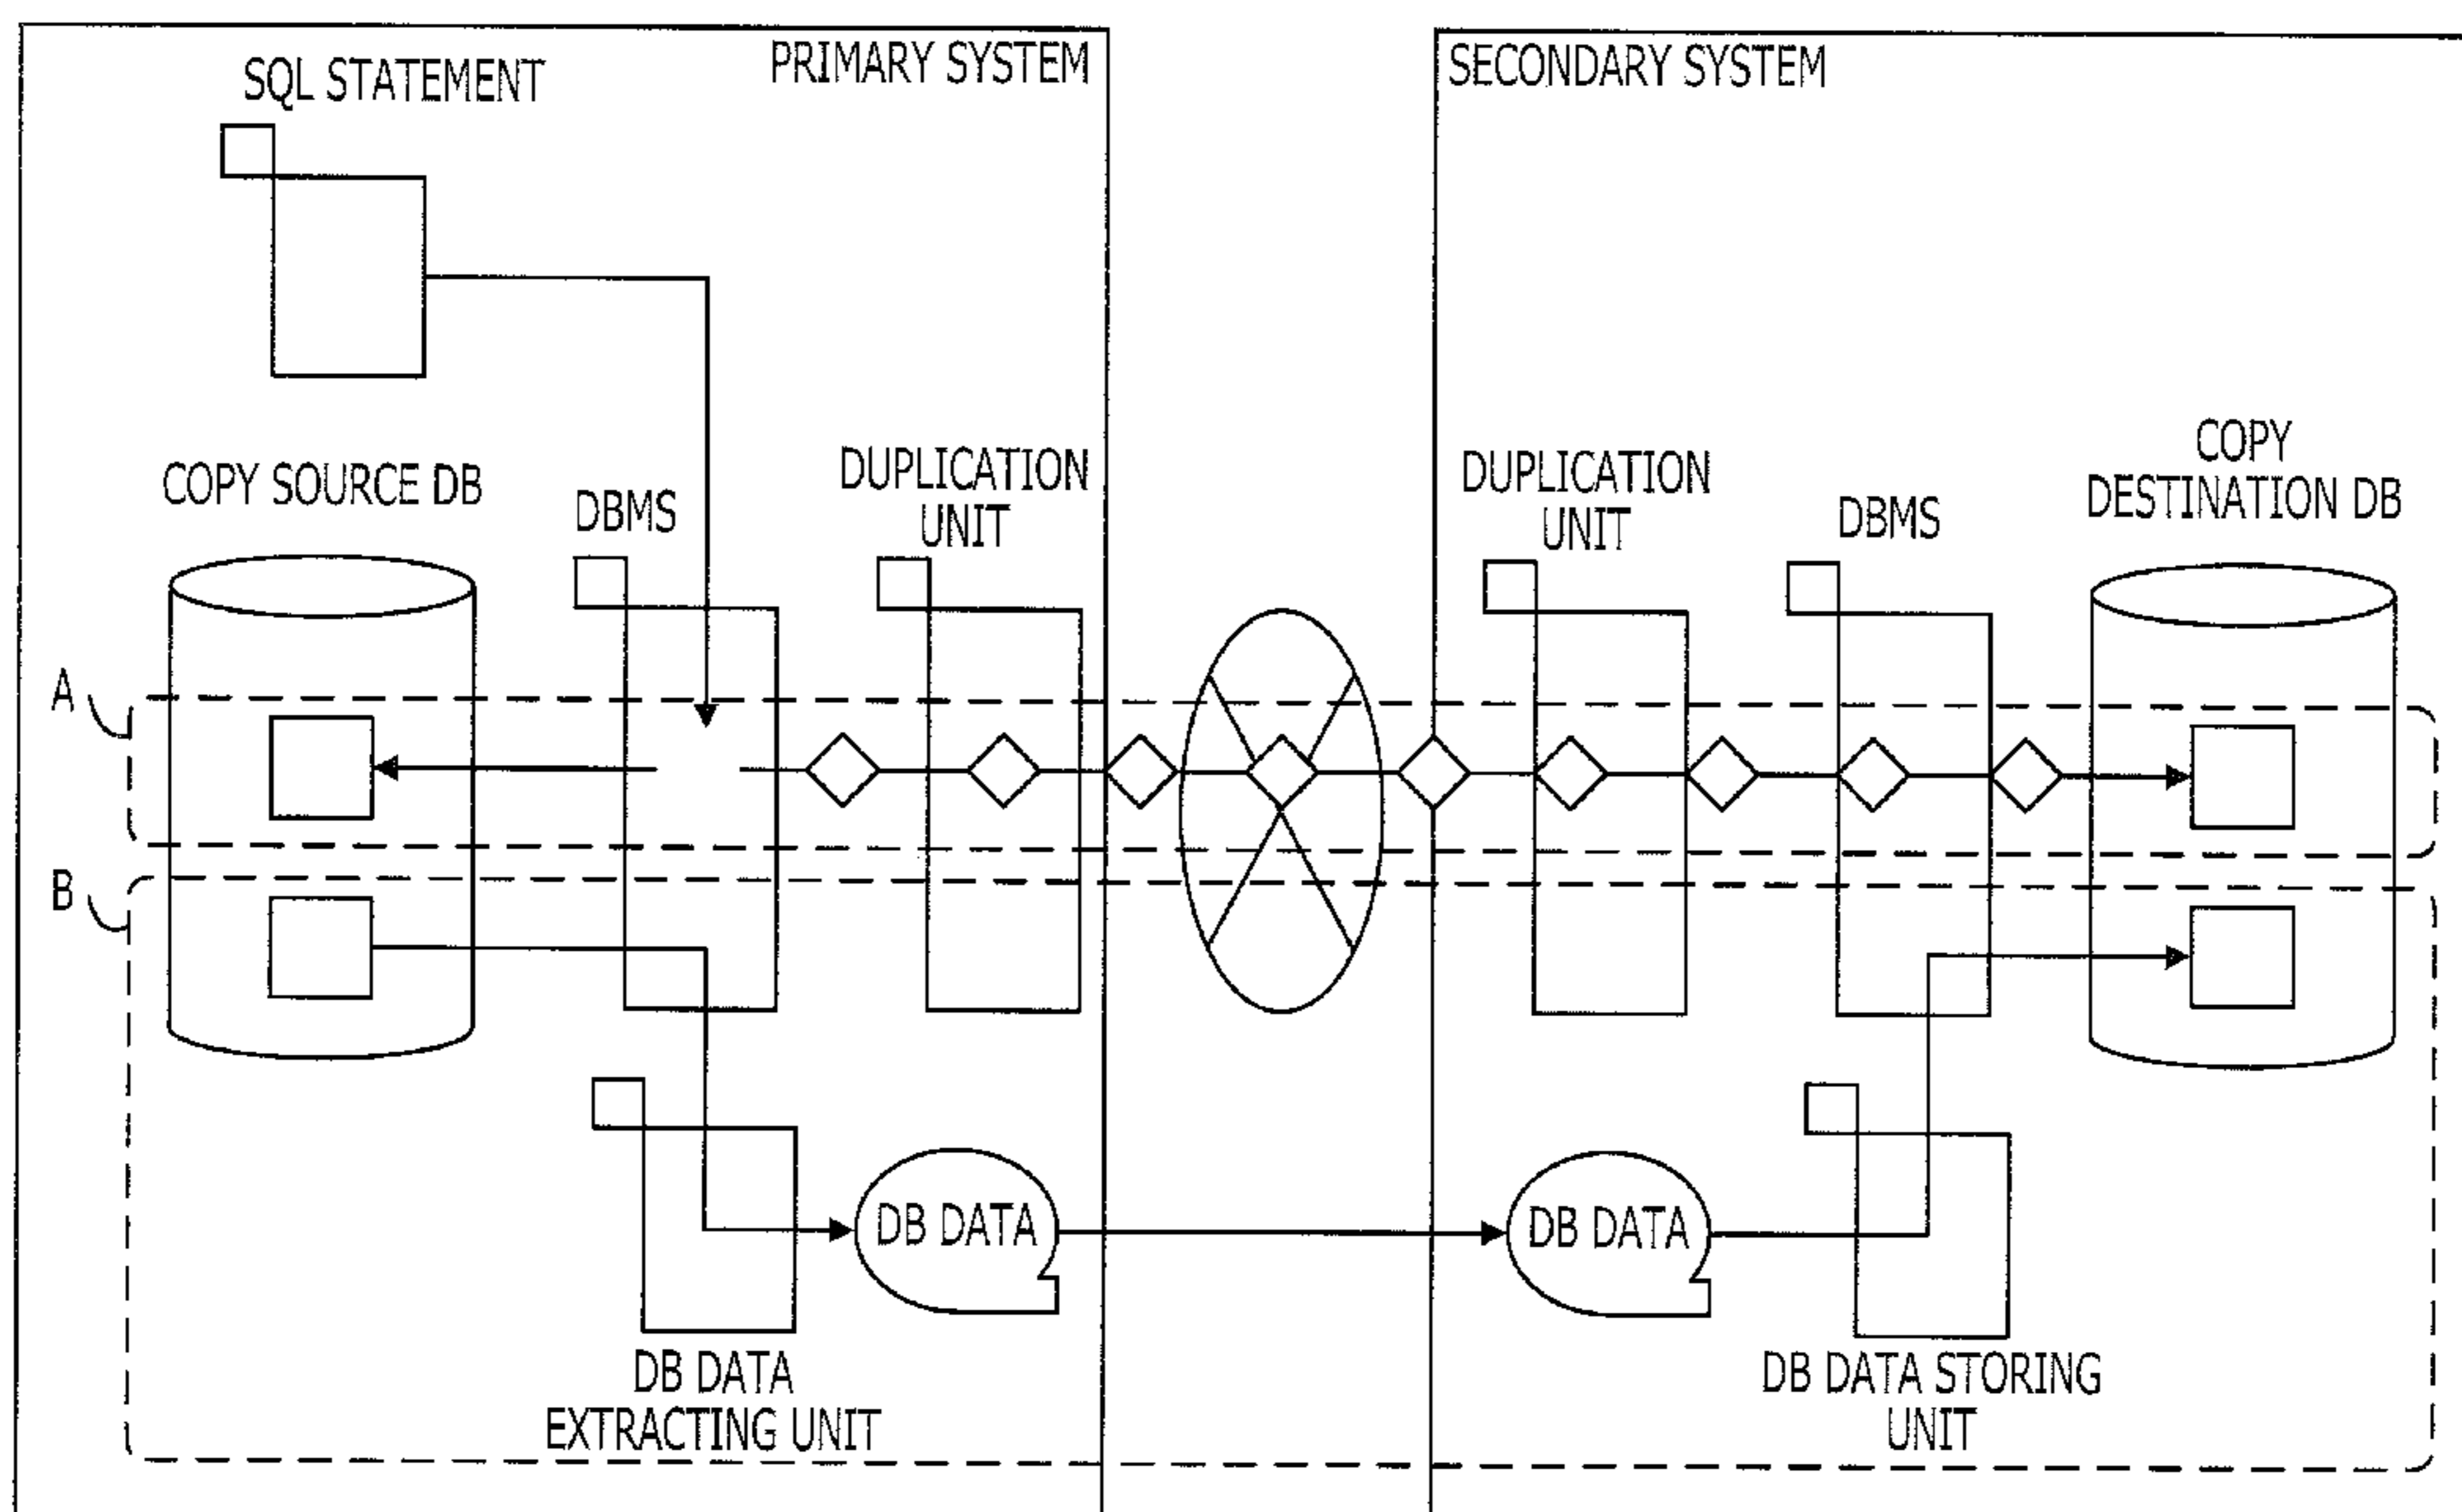 PRIMARY SYSTEM
SECONDARY SYSTEM
SQL STATEMENT
COPY SOURCE DB
DBMS
DUPLICATION
UNIT
DUPLICATION
UNIT
DBMS
COPY
DESTINATION DB
A
B
DB DATA
DB DATA
DB DATA
EXTRACTING UNIT
DB DATA STORING
UNIT